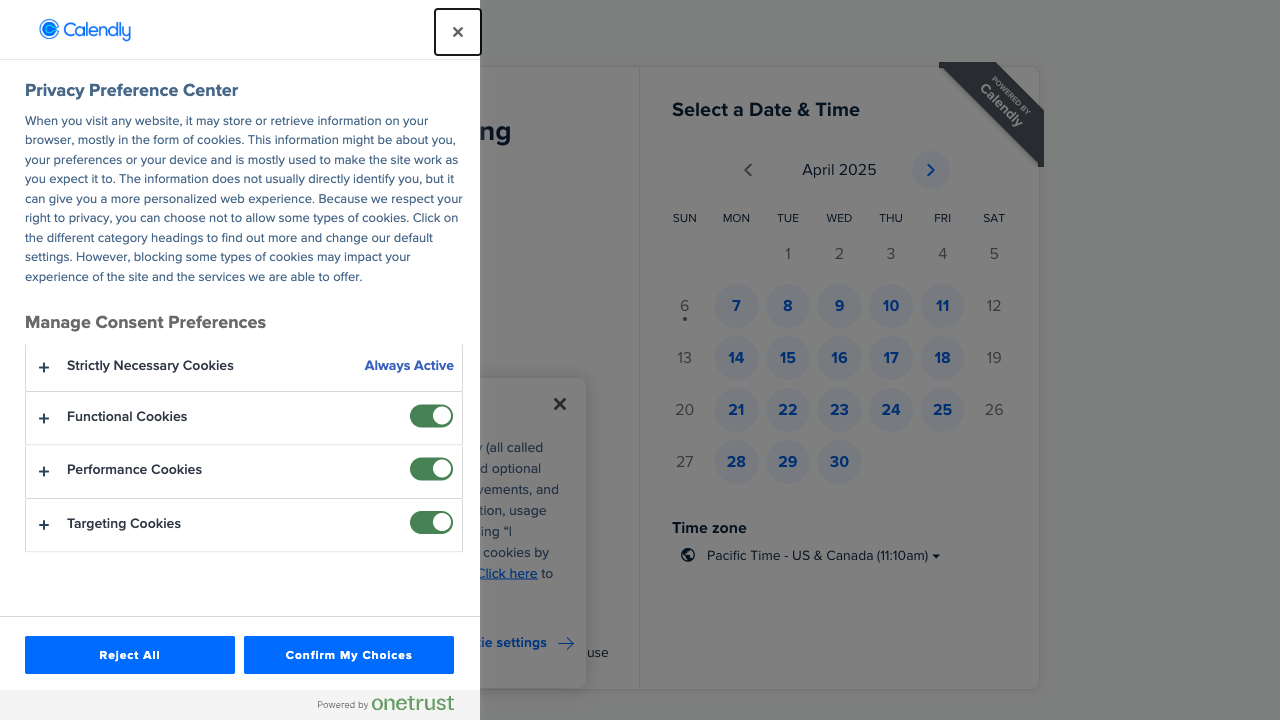 Calendly
Privacy Preference Center
When you visit any website, it may store or retrieve information on your
browser, mostly in the form of cookies. This information might be about you,
your preferences or your device and is mostly used to make the site work as
you expect it to. The information does not usually directly identify you, but it
can give you a more personalized web experience. Because we respect your
right to privacy, you can choose not to allow some types of cookies. Click on
the different category headings to find out more and change our default
settings. However, blocking some types of cookies may impact your
experience of the site and the services we are able to offer.
Manage Consent Preferences
Strictly Necessary Cookies
Always Active
Functional Cookies
Performance Cookies
Targeting Cookies
Reject All
Confirm My Choices
Powered by onetrust
ng
y (all called
d optional
vements, and
tion, usage
ing “I
cookies by
Click here to
ie settings
use
Select a Date & Time
POWERED BY
Calendly
April 2025
SUN MON TUE WED THU FRI SAT
1 2 3 4 5
6 7 8 9 10 11 12
13 14 15 16 17 18 19
20 21 22 23 24 25 26
27 28 29 30
Time zone
Pacific Time - US & Canada (11:10am)